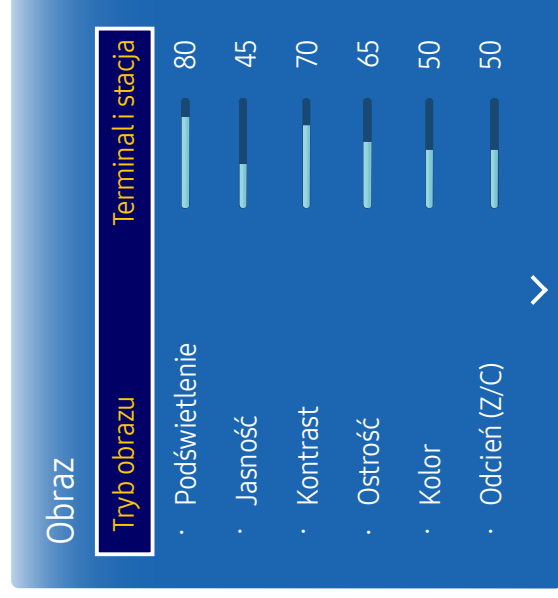 Obraz
Tryb obrazu Terminal i stacja
· Podświetlenie 80
· Jasność 45
· Kontrast 70
· Ostrość 65
· Kolor 50
· Odcień (Z/C) 50